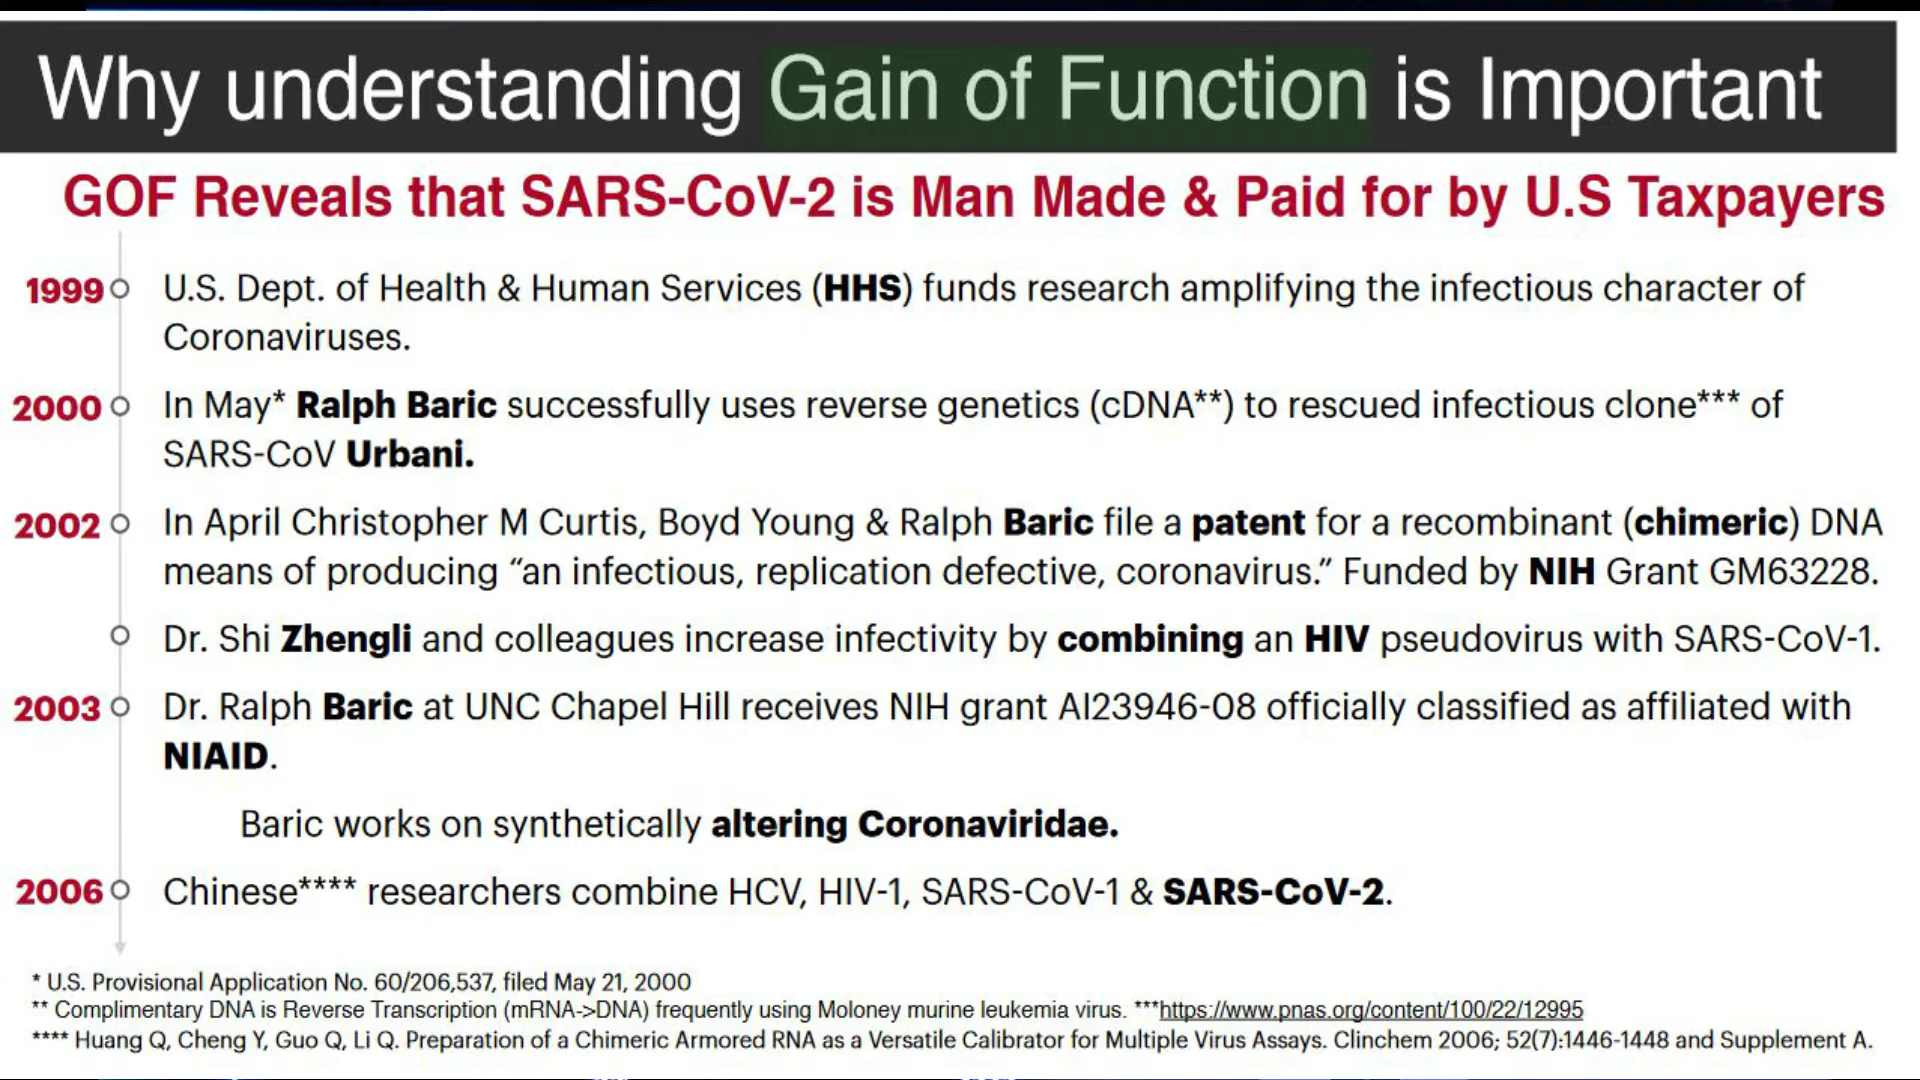 Why understanding Gain of Function is Important
GOF Reveals that SARS-CoV-2 is Man Made & Paid for by U.S Taxpayers
1999 U.S. Dept. of Health & Human Services (HHS) funds research amplifying the infectious character of
Coronaviruses.
2000 In May* Ralph Baric successfully uses reverse genetics (cDNA**) to rescued infectious clone*** of
SARS-CoV Urbani.
2002 In April Christopher M Curtis, Boyd Young & Ralph Baric file a patent for a recombinant (chimeric) DNA
means of producing “an infectious, replication defective, coronavirus.” Funded by NIH Grant GM63228.
Dr. Shi Zhengli and colleagues increase infectivity by combining an HIV pseudovirus with SARS-CoV-1.
2003 Dr. Ralph Baric at UNC Chapel Hill receives NIH grant AI23946-08 officially classified as affiliated with
NIAID.
Baric works on synthetically altering Coronaviridae.
2006 Chinese**** researchers combine HCV, HIV-1, SARS-CoV-1 & SARS-CoV-2.
* U.S. Provisional Application No. 60/206,537, filed May 21, 2000
** Complimentary DNA is Reverse Transcription (mRNA->DNA) frequently using Moloney murine leukemia virus. ***https://www.pnas.org/content/100/22/12995
**** Huang Q, Cheng Y, Guo Q, Li Q. Preparation of a Chimeric Armored RNA as a Versatile Calibrator for Multiple Virus Assays. Clinchem 2006; 52(7):1446-1448 and Supplement A.